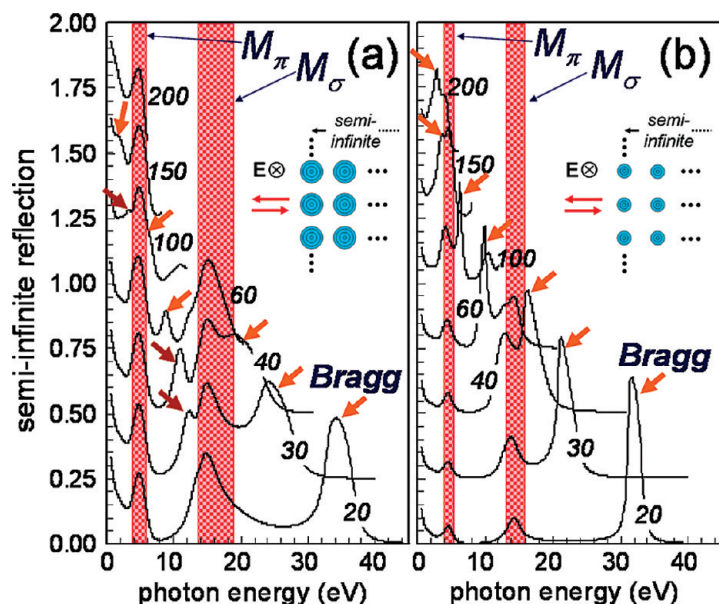 semi-infinite reflection
2.00
1.75
1.50
1.25
1.00
0.75
0.50
0.25
0.00
(a)
Mπ
Mσ
200
150
100
60
40
30
20
semi-
infinite
E⊗
Bragg
0 10 20 30 40
photon energy (eV)
(b)
Mπ
Mσ
200
150
100
60
40
30
20
semi-
infinite
E⊗
Bragg
0 10 20 30 40
photon energy (eV)